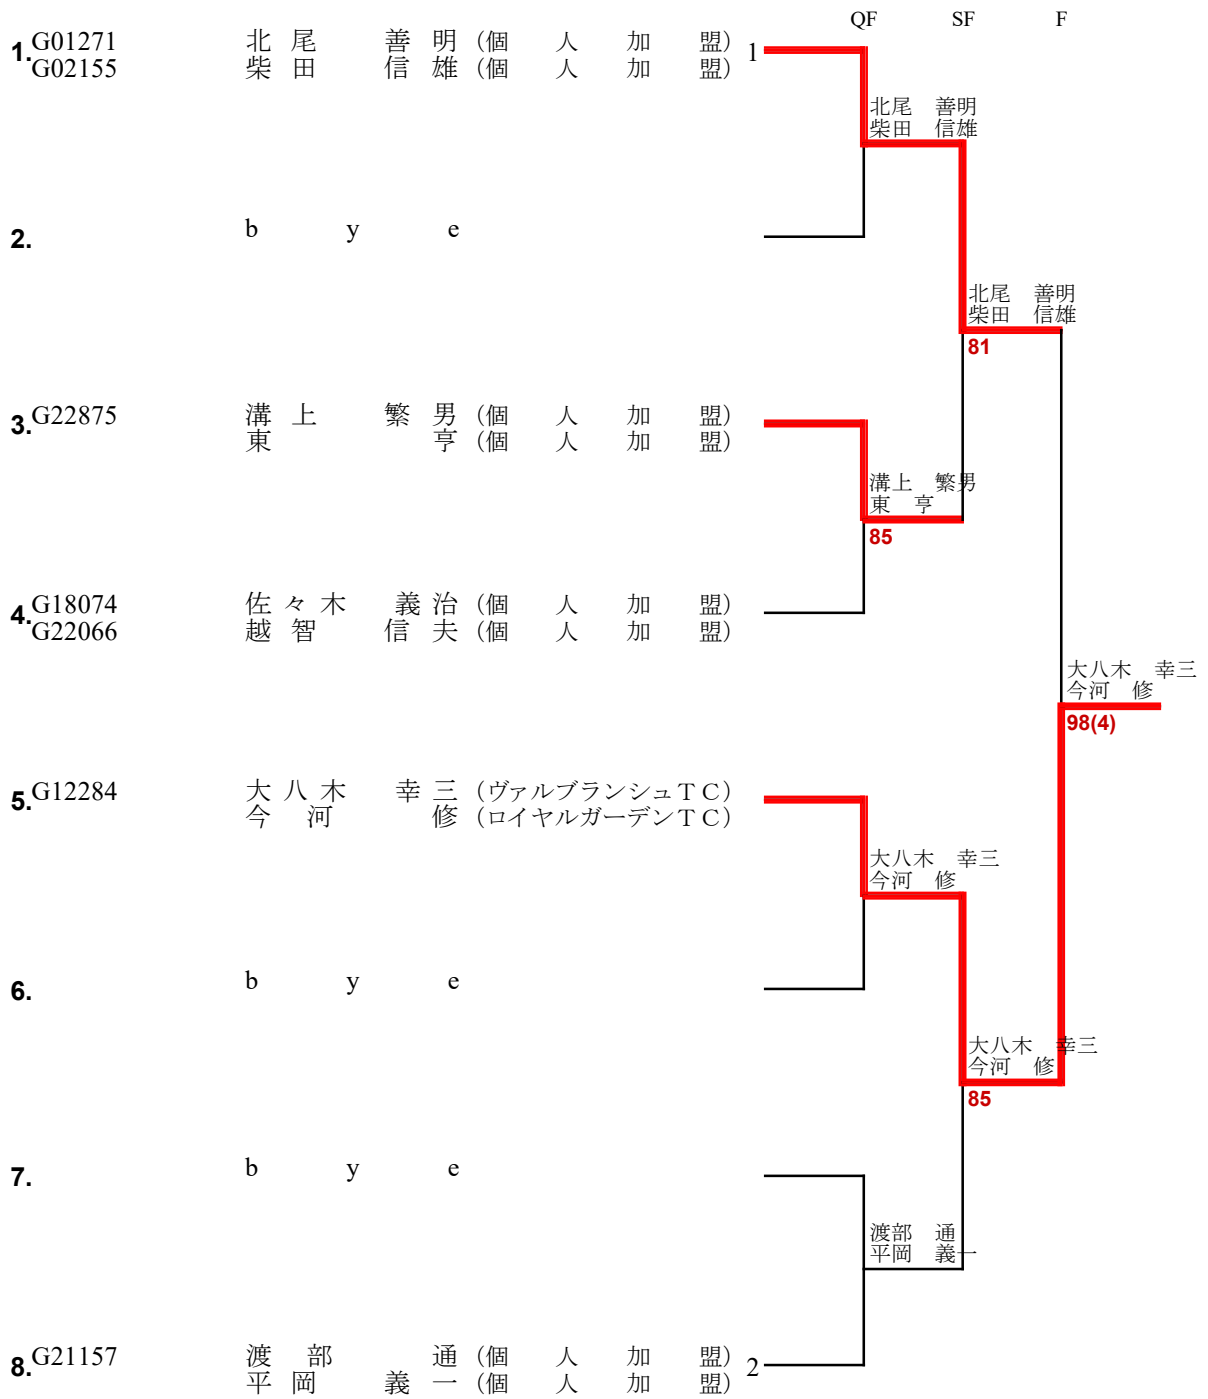 QF SF F
1. G01271 北尾 善明 (個人加盟) 1
G02155 柴田 信雄 (個人加盟)
北尾 善明
柴田 信雄
2. bye
北尾 善明
柴田 信雄
81
3. G22875 溝上 繁男 (個人加盟)
東 亨 (個人加盟)
溝上 繁男
東 亨
85
4. G18074 佐々木 義治 (個人加盟)
G22066 越智 信夫 (個人加盟)
大八木 幸三
今河 修
98(4)
5. G12284 大八木 幸三 (ヴァルブランシュTC)
今河 修 (ロイヤルガーデンTC)
大八木 幸三
今河 修
6. bye
大八木 幸三
今河 修
85
7. bye
渡部 通
平岡 義一
8. G21157 渡部 通 (個人加盟) 2
平岡 義一 (個人加盟)